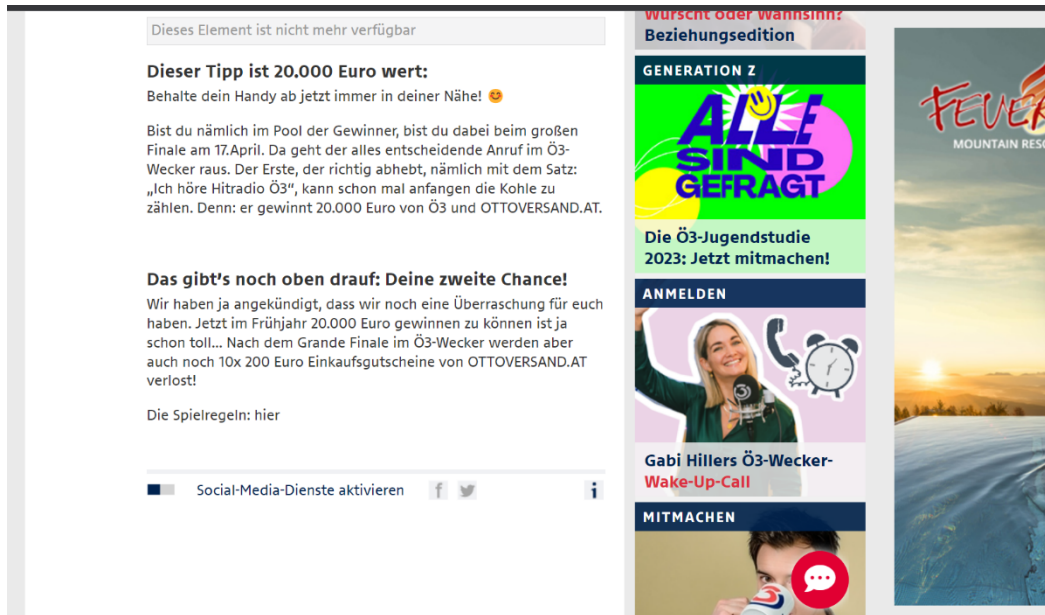 Dieses Element ist nicht mehr verfügbar
Dieser Tipp ist 20.000 Euro wert:
Behalte dein Handy ab jetzt immer in deiner Nähe! 😊
Bist du nämlich im Pool der Gewinner, bist du dabei beim großen
Finale am 17.April. Da geht der alles entscheidende Anruf im Ö3-
Wecker raus. Der Erste, der richtig abhebt, nämlich mit dem Satz:
„Ich höre Hitradio Ö3“, kann schon mal anfangen die Kohle zu
zählen. Denn: er gewinnt 20.000 Euro von Ö3 und OTTOVERSAND.AT.
Das gibt's noch oben drauf: Deine zweite Chance!
Wir haben ja angekündigt, dass wir noch eine Überraschung für euch
haben. Jetzt im Frühjahr 20.000 Euro gewinnen zu können ist ja
schon toll... Nach dem Grande Finale im Ö3-Wecker werden aber
auch noch 10x 200 Euro Einkaufsgutscheine von OTTOVERSAND.AT
verlost!
Die Spielregeln: hier
Social-Media-Dienste aktivieren
Wurscht oder Wahnsinn?
Beziehungsedition
GENERATION Z
ALLE
SIND
GEFRAGT
Die Ö3-Jugendstudie
2023: Jetzt mitmachen!
ANMELDEN
Gabi Hillers Ö3-Wecker-
Wake-Up-Call
MITMACHEN
MOUNTAIN